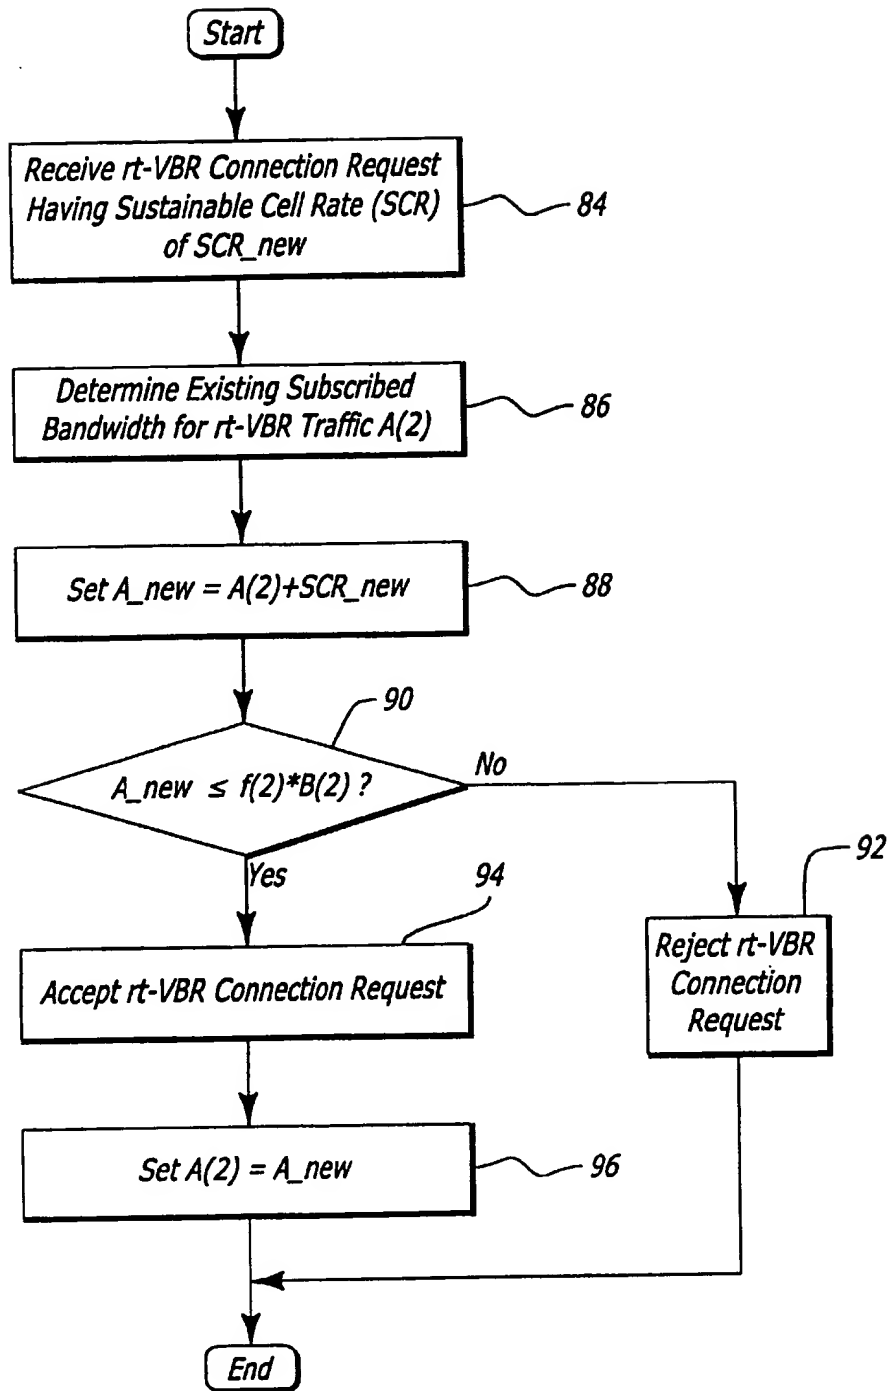 Start
Receive rt-VBR Connection Request
Having Sustainable Cell Rate (SCR)
of SCR_new
84
Determine Existing Subscribed
Bandwidth for rt-VBR Traffic A(2)
86
Set A_new = A(2)+SCR_new
88
90
A_new ≤ f(2)*B(2) ?
No
Yes
94
92
Accept rt-VBR Connection Request
Reject rt-VBR
Connection
Request
Set A(2) = A_new
96
End